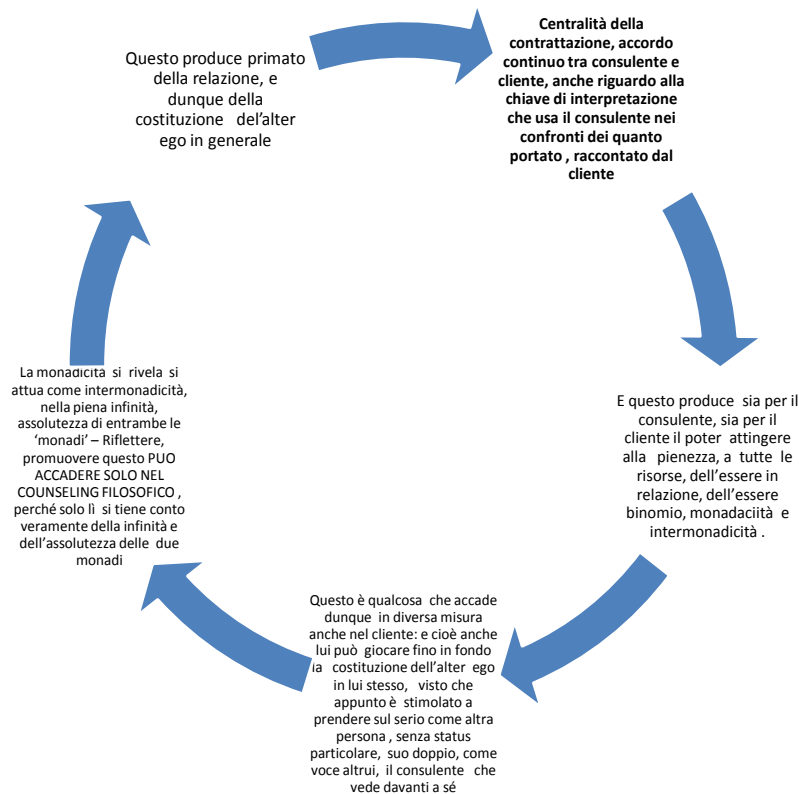 Centralità della
contrattazione, accordo
continuo tra consulente e
cliente, anche riguardo alla
chiave di interpretazione
che usa il consulente nei
confronti dei quanto
portato , raccontato dal
cliente
E questo produce sia per il
consulente, sia per il
cliente il poter attingere
alla pienezza, a tutte le
risorse, dell'essere in
relazione, dell'essere
binomio, monadaciità e
intermonadicità .
Questo è qualcosa che accade
dunque in diversa misura
anche nel cliente: e cioè anche
lui può giocare fino in fondo
la costituzione dell'alter ego
in lui stesso, visto che
appunto è stimolato a
prendere sul serio come altra
persona , senza status
particolare, suo doppio, come
voce altrui, il consulente che
vede davanti a sé
La monadicità si rivela si
attua come intermonadicità,
nella piena infinità,
assolutezza di entrambe le
‘monadi’ – Riflettere,
promuovere questo PUO
ACCADERE SOLO NEL
COUNSELING FILOSOFICO ,
perché solo lì si tiene conto
veramente della infinità e
dell'assolutezza delle due
monadi
Questo produce primato
della relazione, e
dunque della
costituzione del'alter
ego in generale